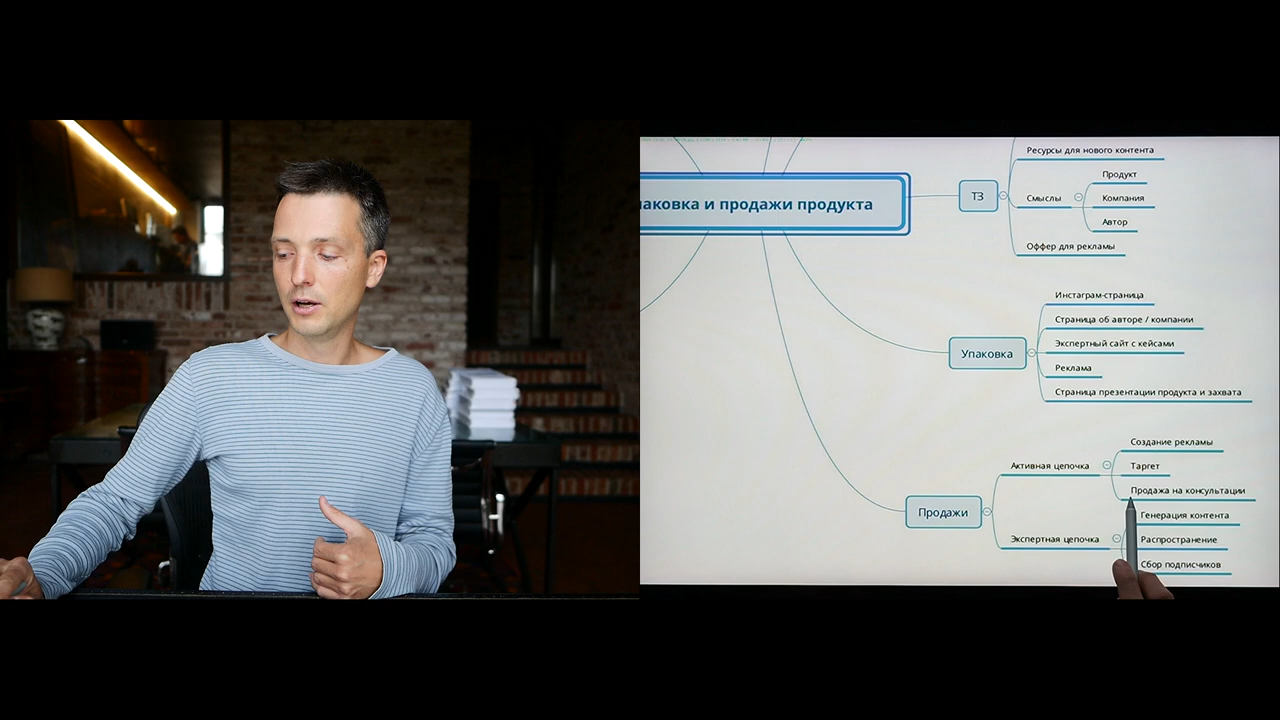 Ресурсы для нового контента
Продукт
ТЗ
Смыслы
Компания
аковка и продажи продукта
Автор
Оффер для рекламы
Инстаграм-страница
Страница об авторе / компании
Экспертный сайт с кейсами
Упаковка
Реклама
Страница презентации продукта и захвата
Создание рекламы
Активная цепочка
Таргет
Продажа на консультации
Продажи
Генерация контента
Экспертная цепочка
Распространение
Сбор подписчиков